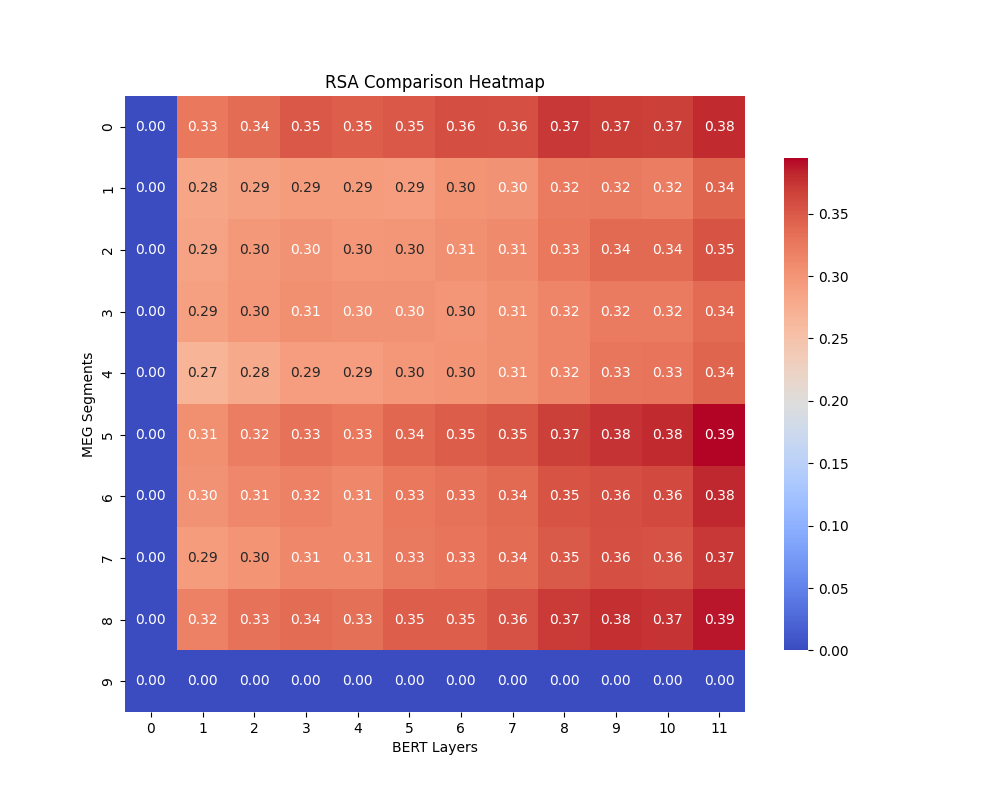 RSA Comparison Heatmap
0 0.00 0.33 0.34 0.35 0.35 0.35 0.36 0.36 0.37 0.37 0.37 0.38
1 0.00 0.28 0.29 0.29 0.29 0.29 0.30 0.30 0.32 0.32 0.32 0.34
2 0.00 0.29 0.30 0.30 0.30 0.30 0.31 0.31 0.33 0.34 0.34 0.35
3 0.00 0.29 0.30 0.31 0.30 0.30 0.30 0.31 0.32 0.32 0.32 0.34
4 0.00 0.27 0.28 0.29 0.29 0.30 0.30 0.31 0.32 0.33 0.33 0.34
5 0.00 0.31 0.32 0.33 0.33 0.34 0.35 0.35 0.37 0.38 0.38 0.39
6 0.00 0.30 0.31 0.32 0.31 0.33 0.33 0.34 0.35 0.36 0.36 0.38
7 0.00 0.29 0.30 0.31 0.31 0.33 0.33 0.34 0.35 0.36 0.36 0.37
8 0.00 0.32 0.33 0.34 0.33 0.35 0.35 0.36 0.37 0.38 0.37 0.39
9 0.00 0.00 0.00 0.00 0.00 0.00 0.00 0.00 0.00 0.00 0.00 0.00
0 1 2 3 4 5 6 7 8 9 10 11
BERT Layers
MEG Segments
0.35
0.30
0.25
0.20
0.15
0.10
0.05
0.00